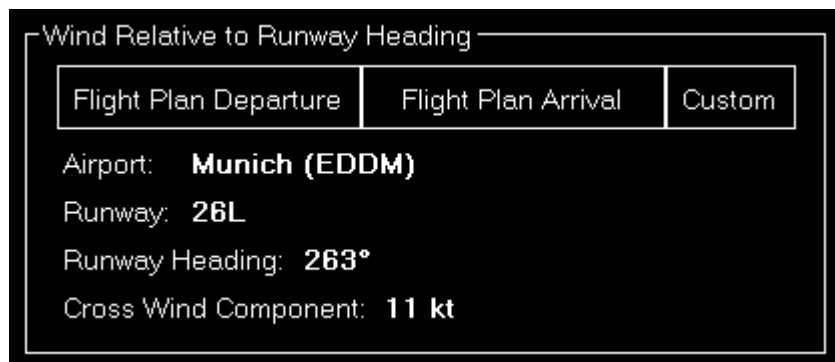 Wind Relative to Runway Heading
Flight Plan Departure Flight Plan Arrival Custom
Airport: Munich (EDDM)
Runway: 26L
Runway Heading: 263°
Cross Wind Component: 11 kt